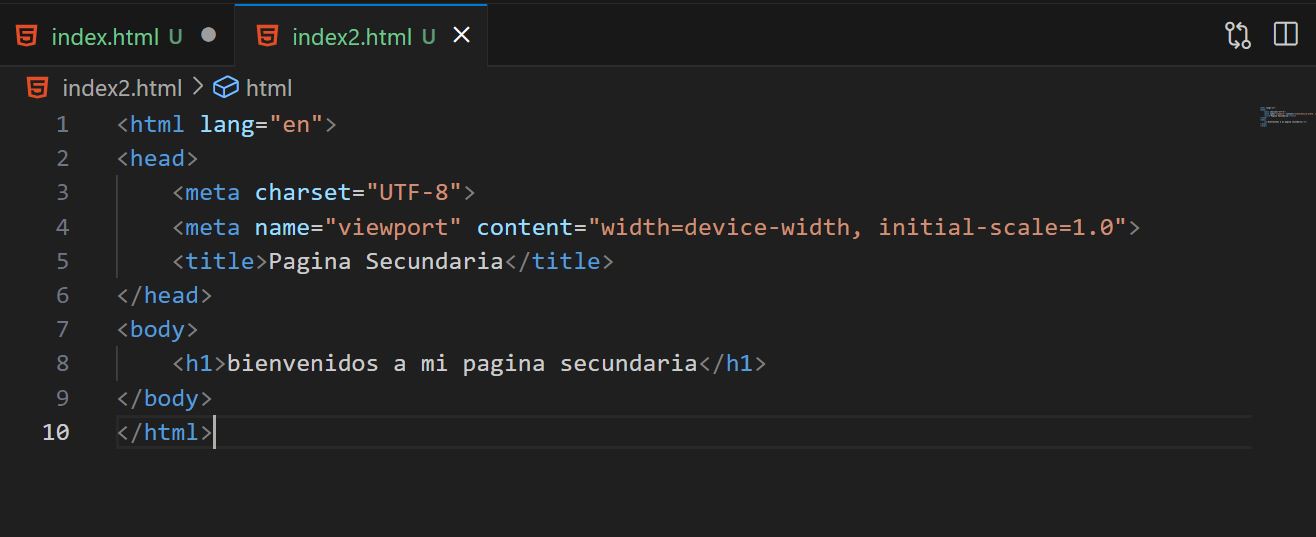 index.html U
index2.html U
index2.html > html
1 <html lang="en">
2 <head>
3 <meta charset="UTF-8">
4 <meta name="viewport" content="width=device-width, initial-scale=1.0">
5 <title>Pagina Secundaria</title>
6 </head>
7 <body>
8 <h1>bienvenidos a mi pagina secundaria</h1>
9 </body>
10 </html>